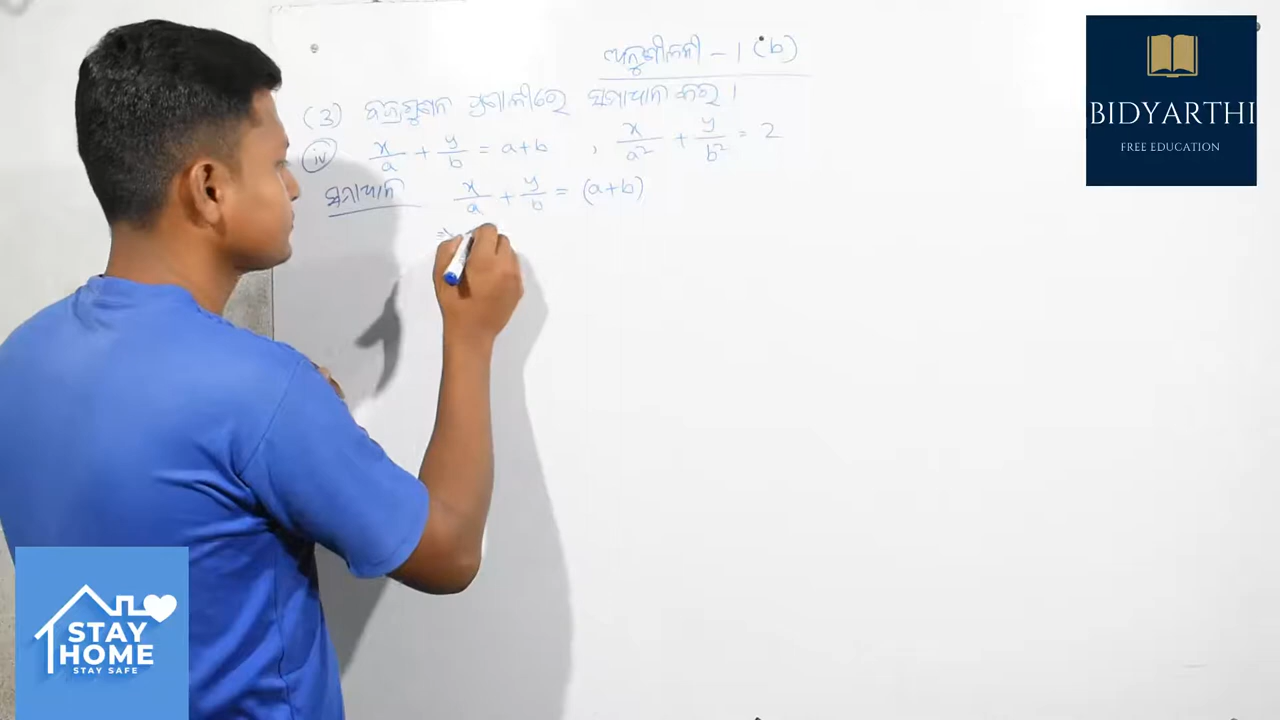 ଅନୁଶୀଳନୀ – 1 (b)
(3) ବଜ୍ରଗୁଣନ ପ୍ରଣାଳୀରେ ସମାଧାନ କର ।
(iv) x/a + y/b = a+b , x/a² + y/b² = 2
ସମାଧାନ x/a + y/b = (a+b)
BIDYARTHI
FREE EDUCATION
STAY
HOME
STAY SAFE